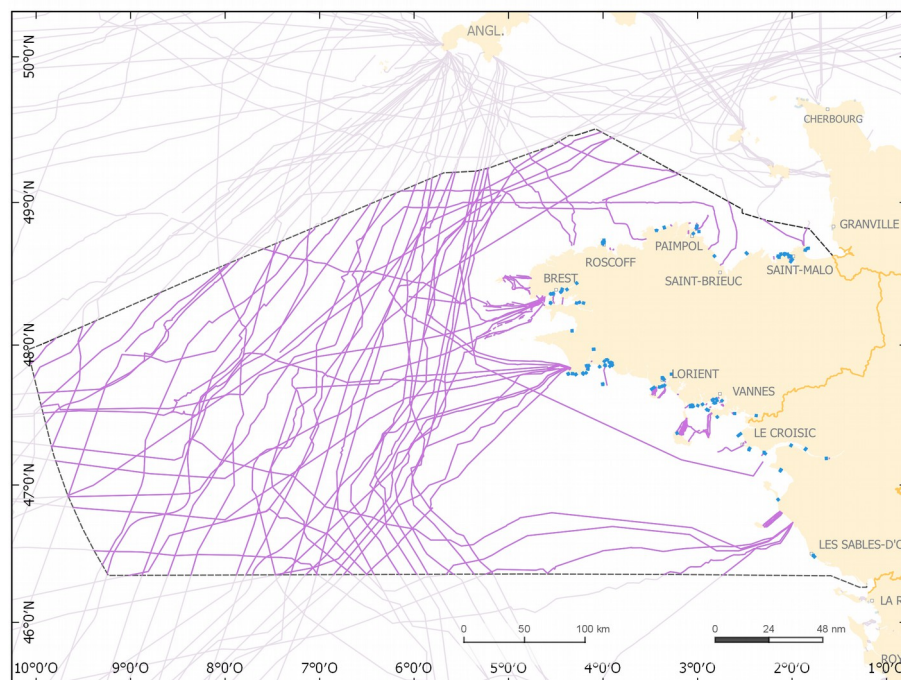 ANGL.
50°0'N
CHERBOURG
49°0'N
GRANVILLE
PAIMPOL
ROSCOFF
SAINT-MALO
BREST
SAINT-BRIEUC
48°0'N
LORIENT
VANNES
LE CROISIC
47°0'N
LES SABLES-D'O
LA R
46°0'N
0 50 100 km
0 24 48 nm
ROY
10°0'O 9°0'O 8°0'O 7°0'O 6°0'O 5°0'O 4°0'O 3°0'O 2°0'O 1°0'O